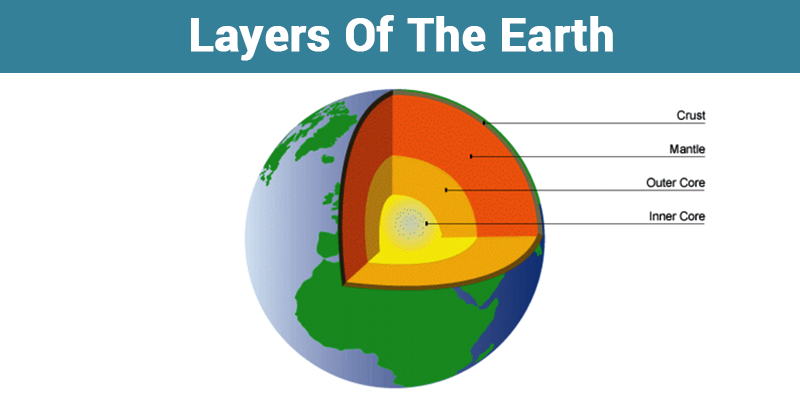 Layers Of The Earth
Crust
Mantle
Outer Core
Inner Core